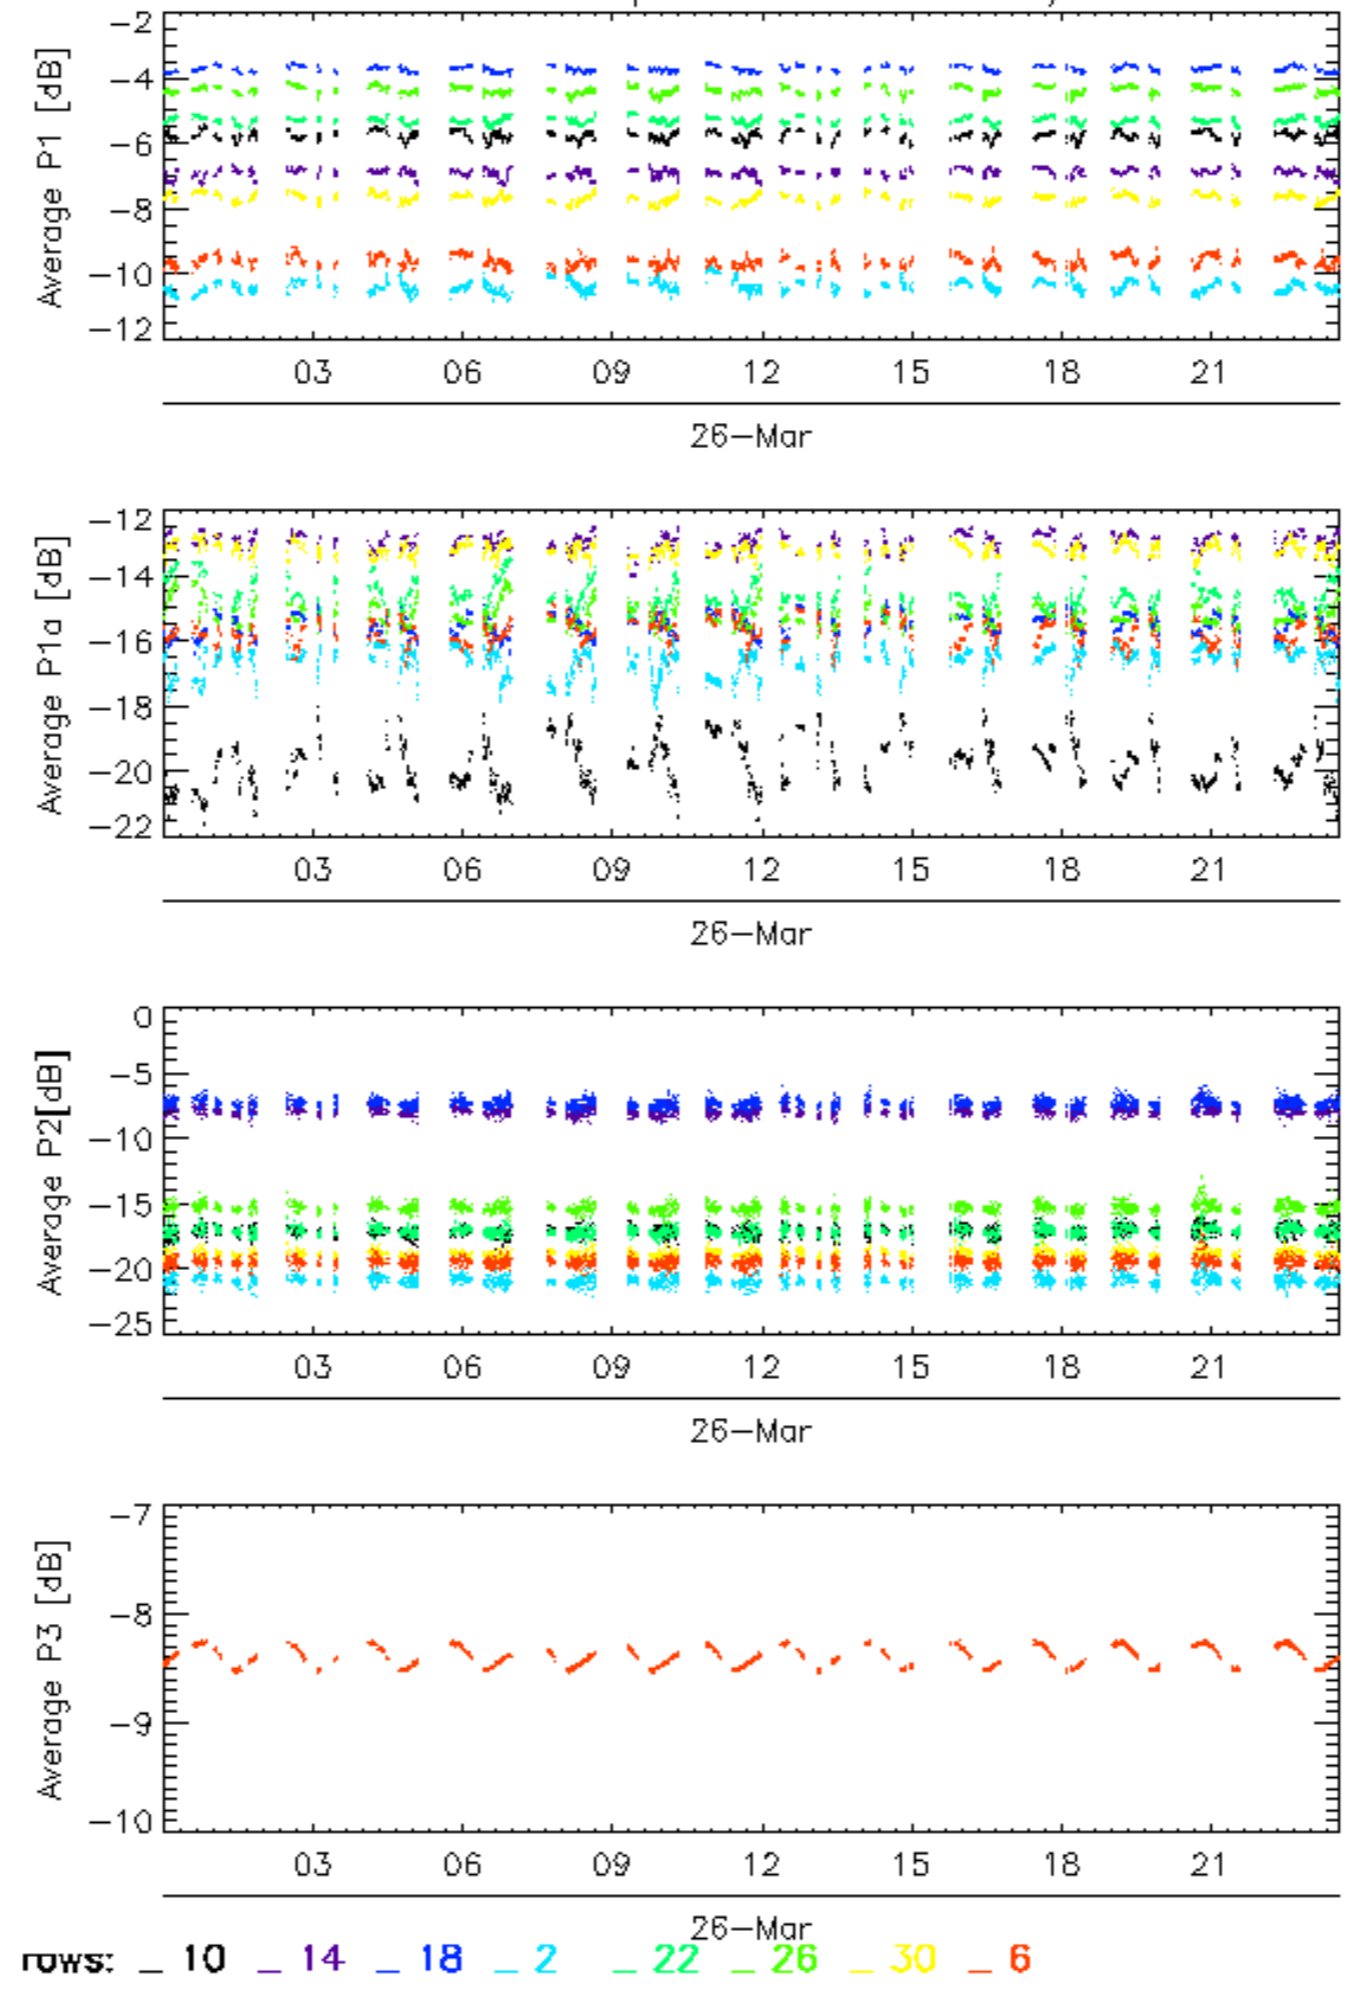 Average P1 [dB]
−2
−4
−6
−8
−10
−12
03 06 09 12 15 18 21
26−Mar
Average P1a [dB]
−12
−14
−16
−18
−20
−22
03 06 09 12 15 18 21
26−Mar
Average P2[dB]
0
−5
−10
−15
−20
−25
03 06 09 12 15 18 21
26−Mar
Average P3 [dB]
−7
−8
−9
−10
03 06 09 12 15 18 21
26−Mar
rows: _ 10 _ 14 _ 18 _ 2 _ 22 _ 26 _ 30 _ 6